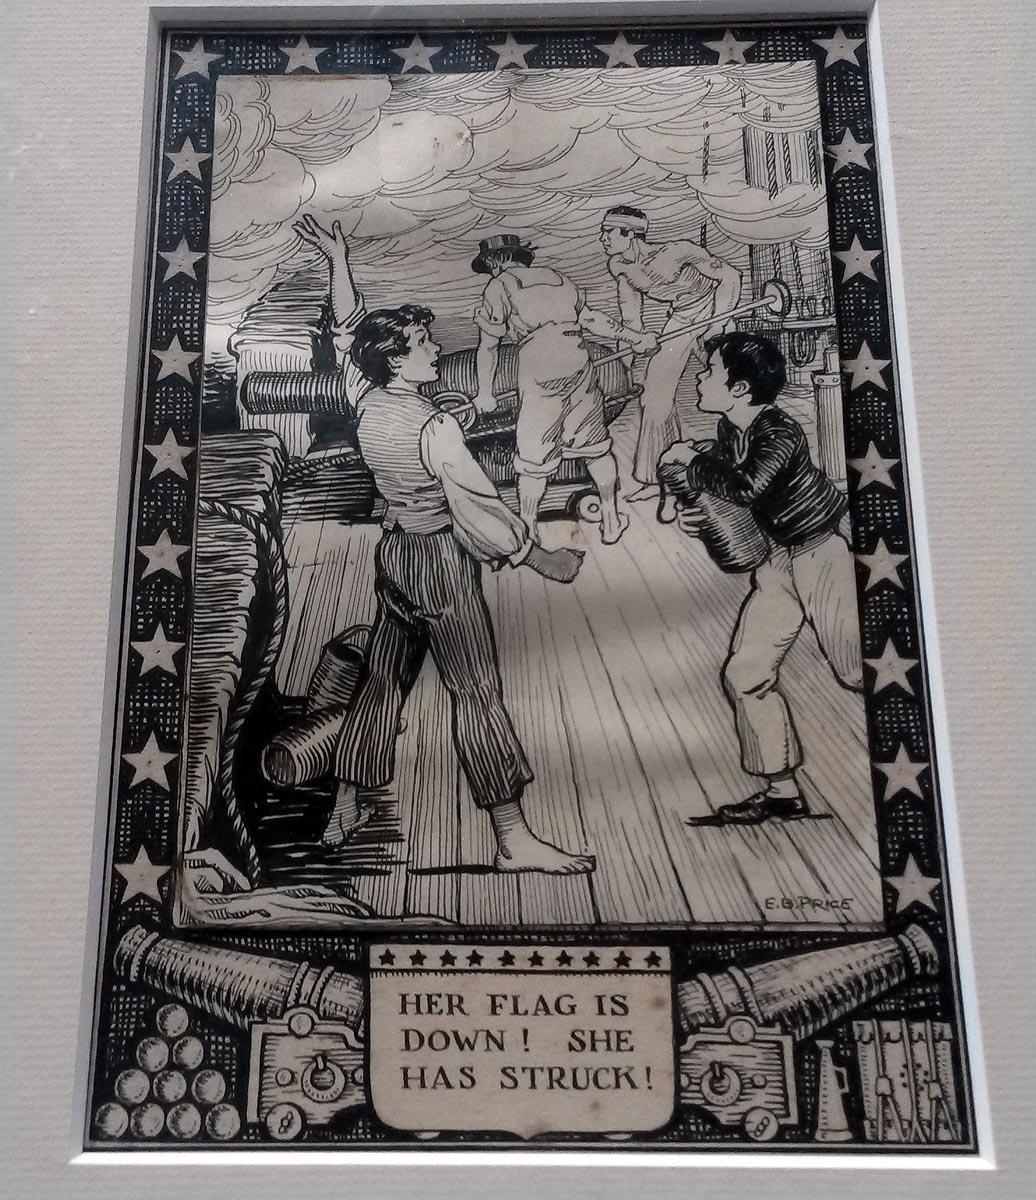 E.B.PRICE
HER FLAG IS
DOWN! SHE
HAS STRUCK!